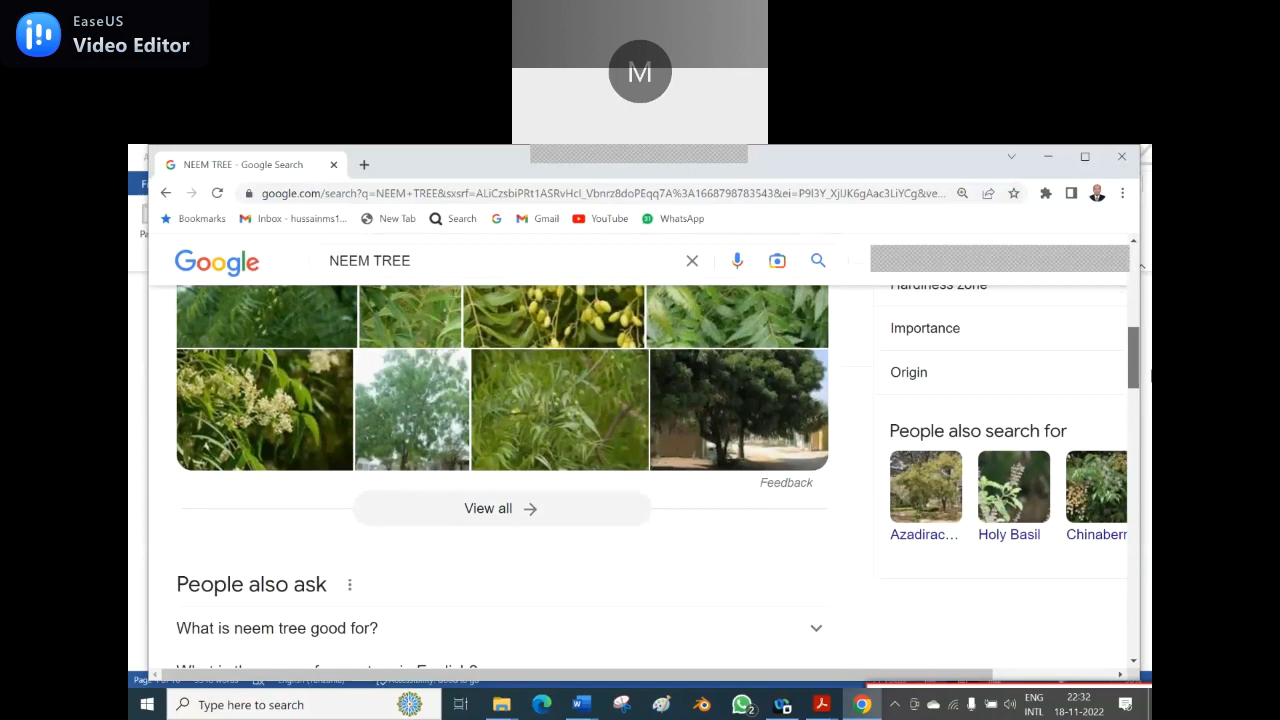 EaseUS
Video Editor
M
NEEM TREE - Google Search
google.com/search?q=NEEM+TREE&sxsrf=ALiCzsbiPRt1ASRvHcI_Vbnrz8doPEqq7A%3A1668798783543&ei=P9l3Y_XjIJK6gAac3LiYCg&ve...
Bookmarks Inbox - hussainms1... New Tab Search Gmail YouTube WhatsApp
Google NEEM TREE
Hardiness zone
Importance
Origin
People also search for
Azadirac... Holy Basil Chinaberr
Feedback
View all
People also ask
What is neem tree good for?
Type here to search
2
ENG
INTL
22:32
18-11-2022